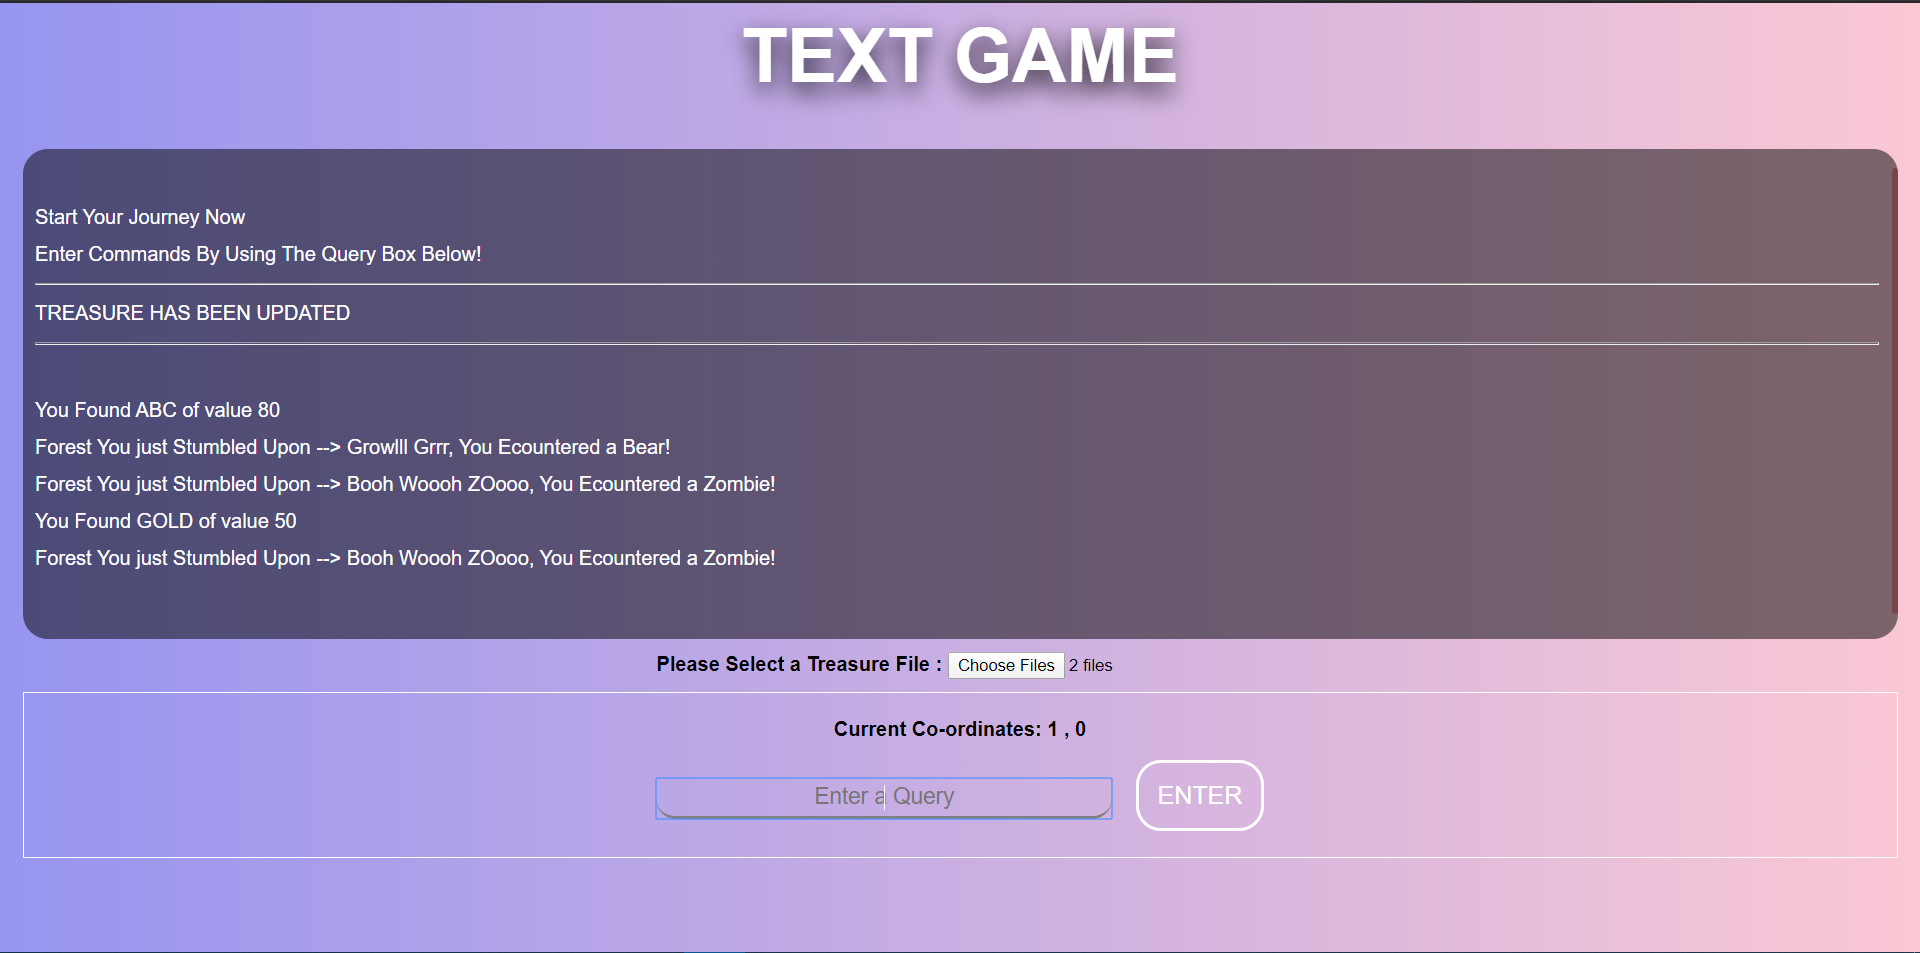 TEXT GAME
Start Your Journey Now
Enter Commands By Using The Query Box Below!
TREASURE HAS BEEN UPDATED
You Found ABC of value 80
Forest You just Stumbled Upon --> Growlll Grrr, You Ecountered a Bear!
Forest You just Stumbled Upon --> Booh Woooh ZOooo, You Ecountered a Zombie!
You Found GOLD of value 50
Forest You just Stumbled Upon --> Booh Woooh ZOooo, You Ecountered a Zombie!
Please Select a Treasure File : Choose Files 2 files
Current Co-ordinates: 1 , 0
Enter a Query ENTER